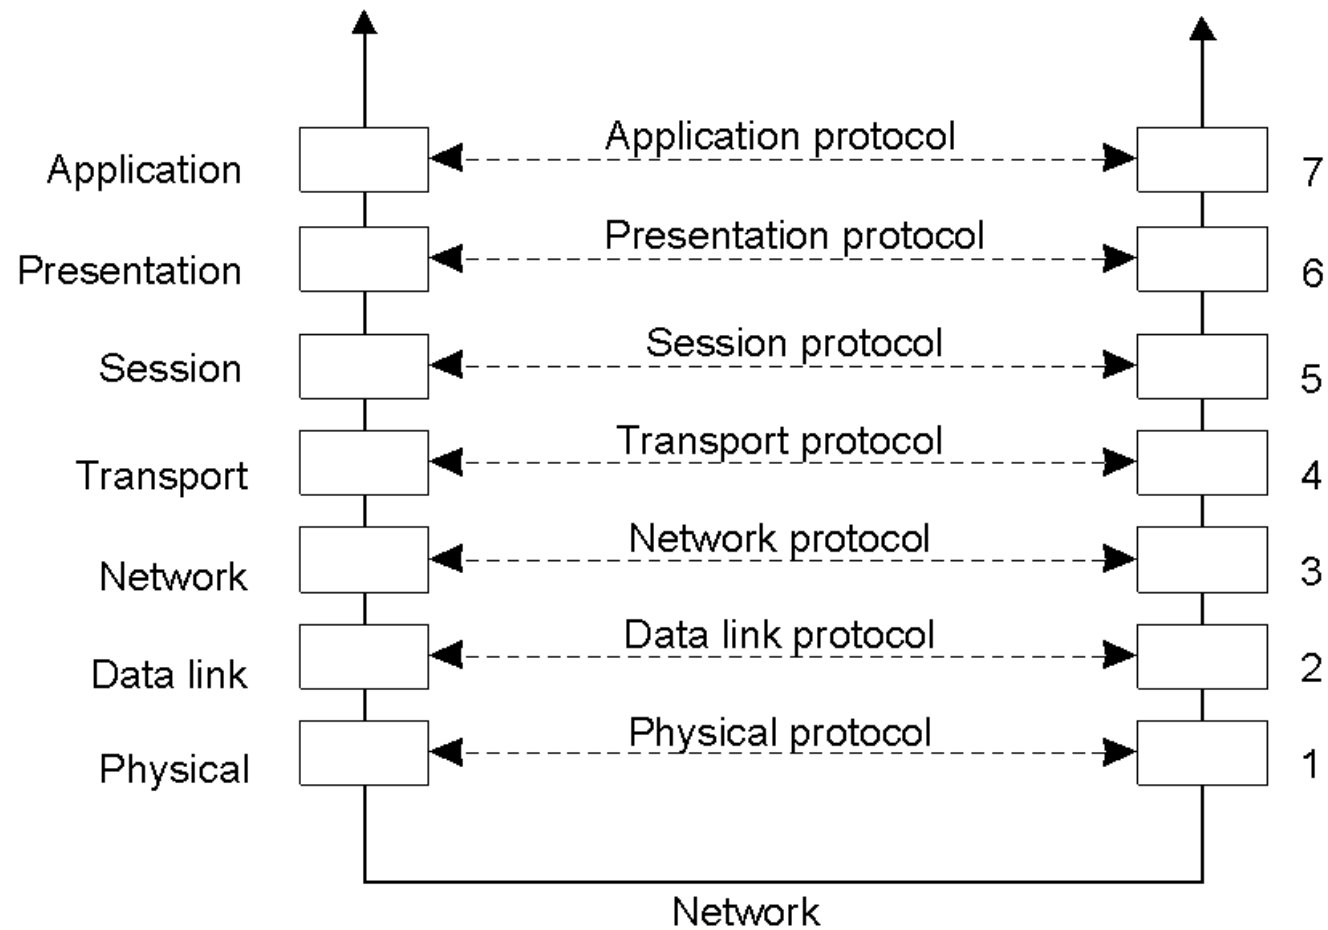 Application protocol
Application
7
Presentation protocol
Presentation
6
Session protocol
Session
5
Transport protocol
Transport
4
Network protocol
Network
3
Data link protocol
Data link
2
Physical protocol
Physical
1
Network